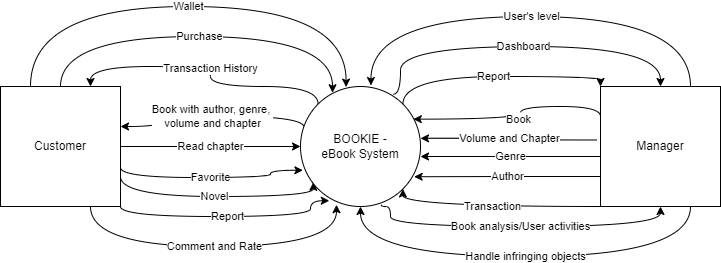 Wallet
Purchase
Transaction History
Book with author, genre,
volume and chapter
Customer
Read chapter
Favorite
Novel
Report
Comment and Rate
BOOKIE -
eBook System
User's level
Dashboard
Report
Book
Volume and Chapter
Manager
Genre
Author
Transaction
Book analysis/User activities
Handle infringing objects